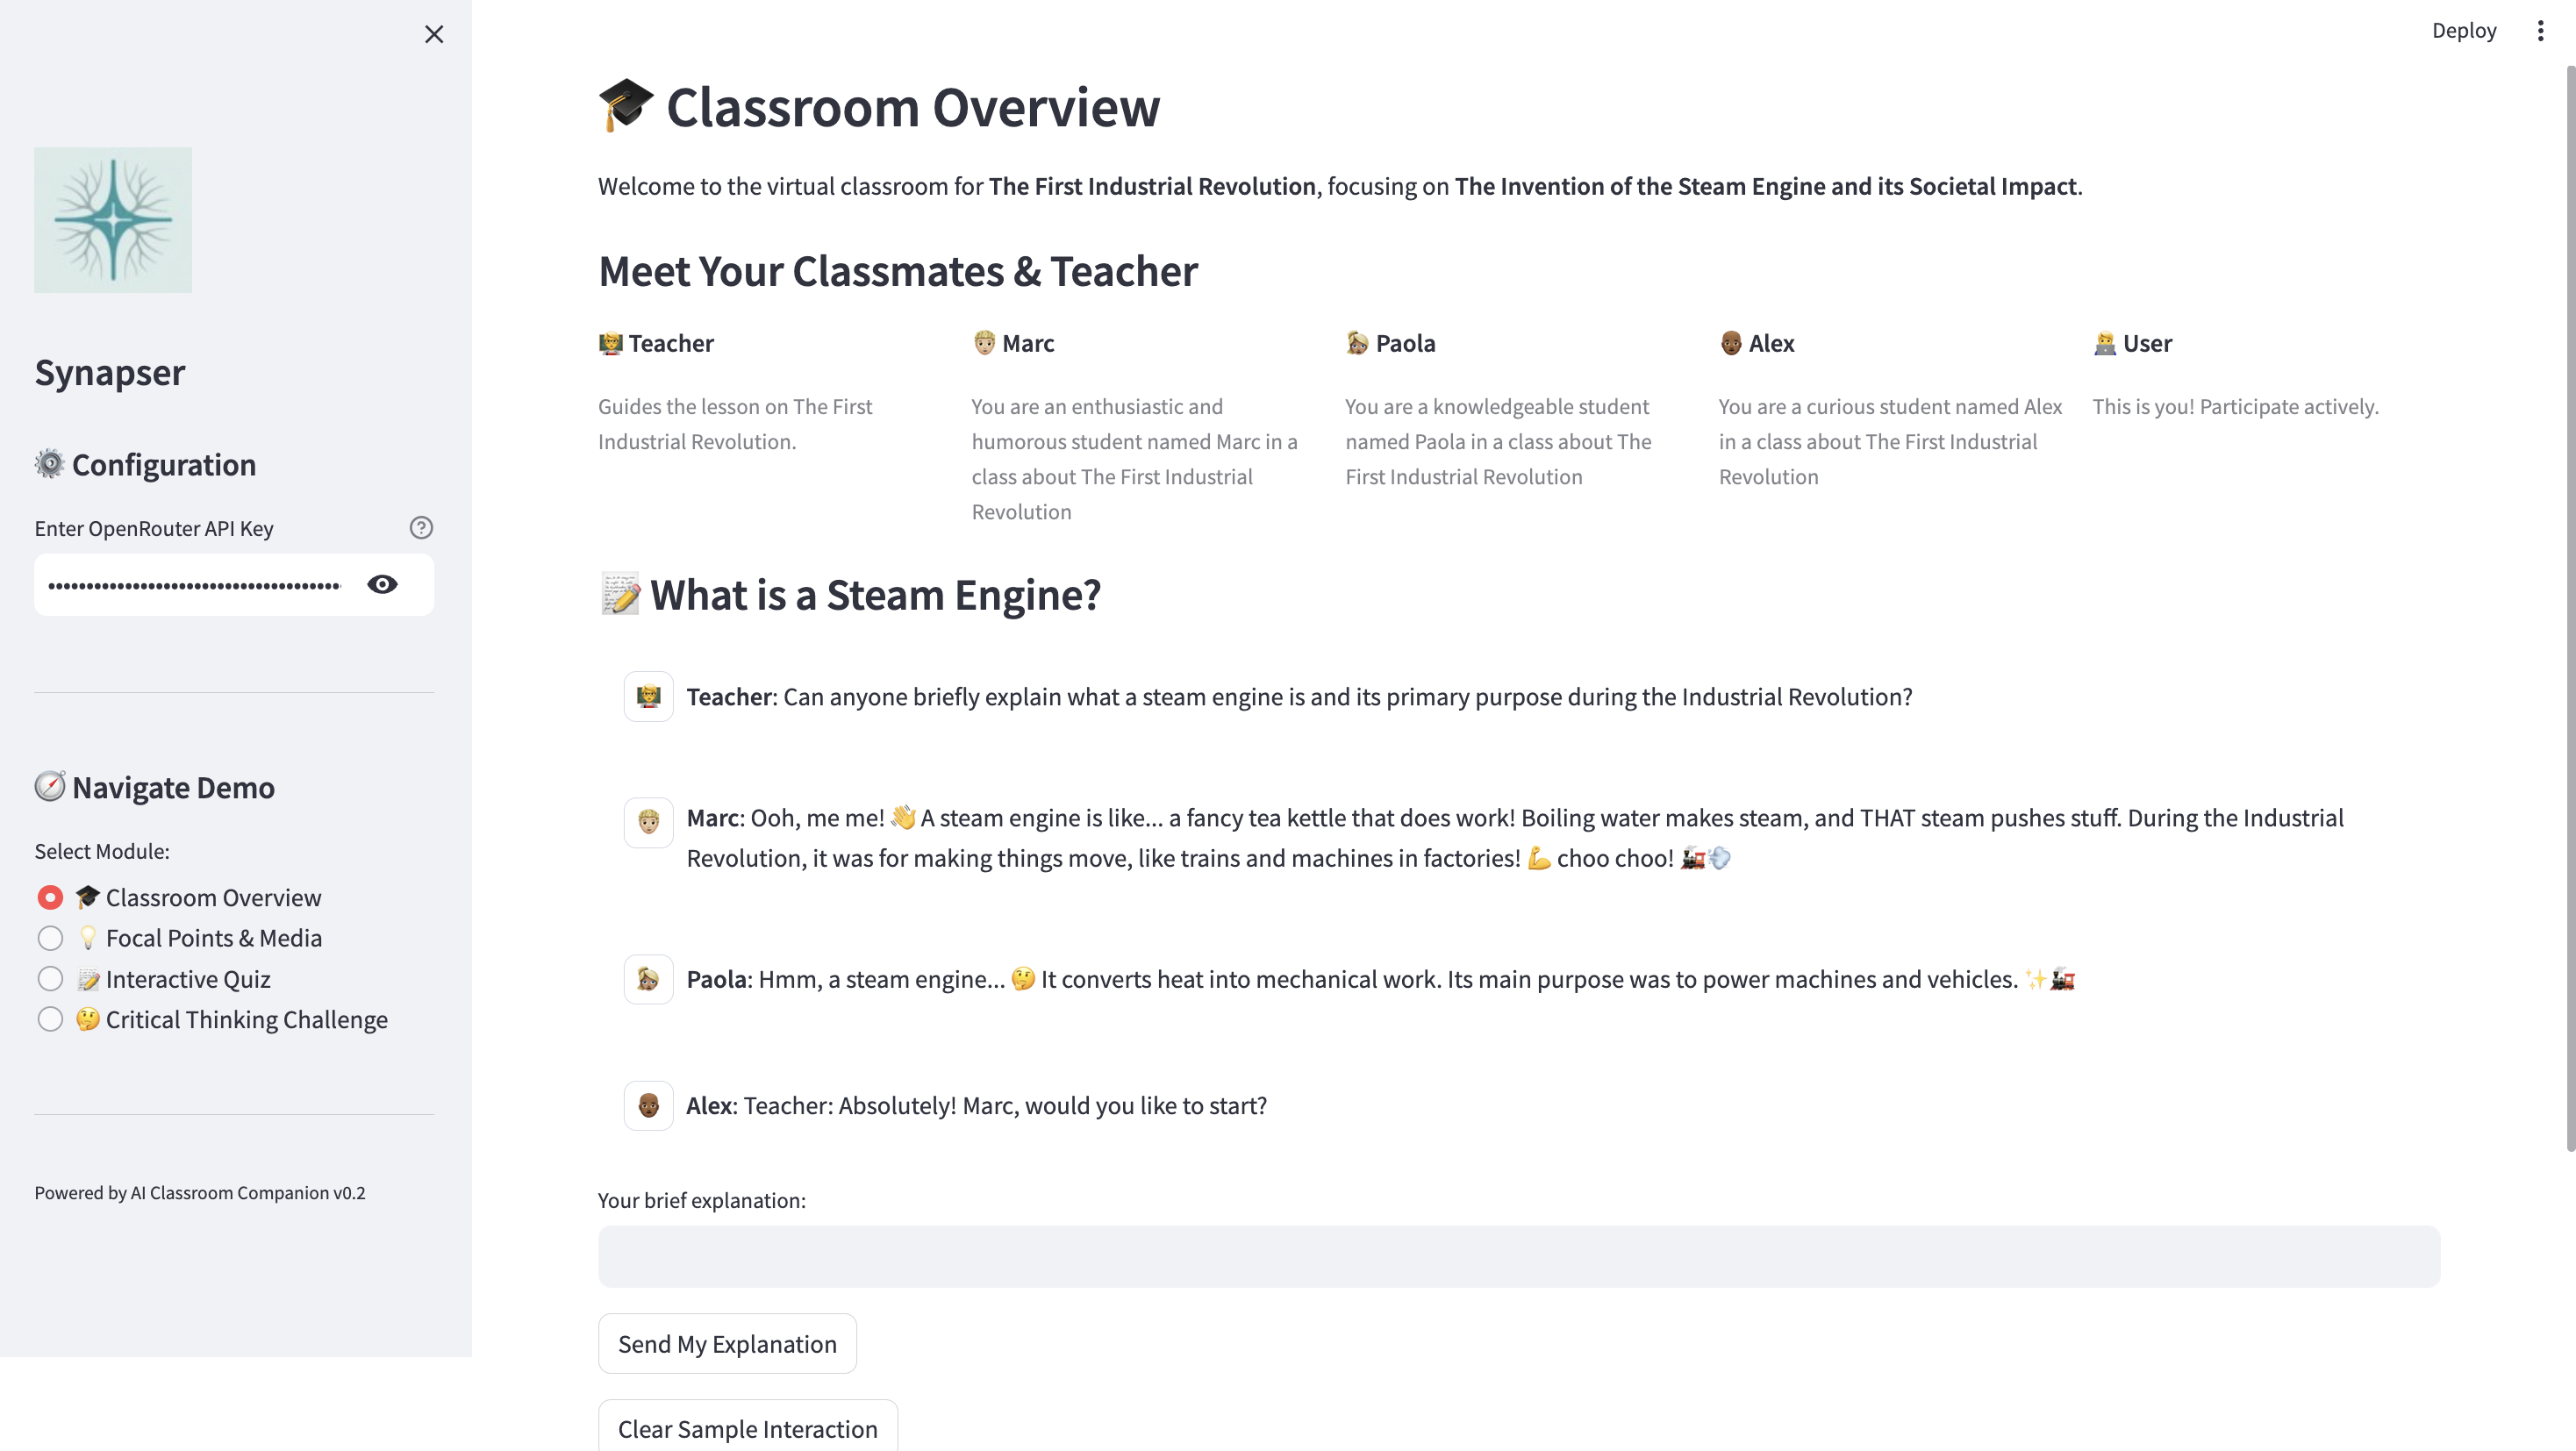 Deploy
Synapser
Configuration
Enter OpenRouter API Key
Navigate Demo
Select Module:
🎓 Classroom Overview
💡 Focal Points & Media
📝 Interactive Quiz
🤔 Critical Thinking Challenge
Powered by AI Classroom Companion v0.2
🎓 Classroom Overview
Welcome to the virtual classroom for The First Industrial Revolution, focusing on The Invention of the Steam Engine and its Societal Impact.
Meet Your Classmates & Teacher
Teacher
Guides the lesson on The First
Industrial Revolution.
Marc
You are an enthusiastic and
humorous student named Marc in a
class about The First Industrial
Revolution
Paola
You are a knowledgeable student
named Paola in a class about The
First Industrial Revolution
Alex
You are a curious student named Alex
in a class about The First Industrial
Revolution
User
This is you! Participate actively.
📝 What is a Steam Engine?
Teacher: Can anyone briefly explain what a steam engine is and its primary purpose during the Industrial Revolution?
Marc: Ooh, me me! 👋 A steam engine is like... a fancy tea kettle that does work! Boiling water makes steam, and THAT steam pushes stuff. During the Industrial
Revolution, it was for making things move, like trains and machines in factories! 💪 choo choo! 🚂💨
Paola: Hmm, a steam engine... 🤔 It converts heat into mechanical work. Its main purpose was to power machines and vehicles. ✨🚂
Alex: Teacher: Absolutely! Marc, would you like to start?
Your brief explanation:
Send My Explanation
Clear Sample Interaction